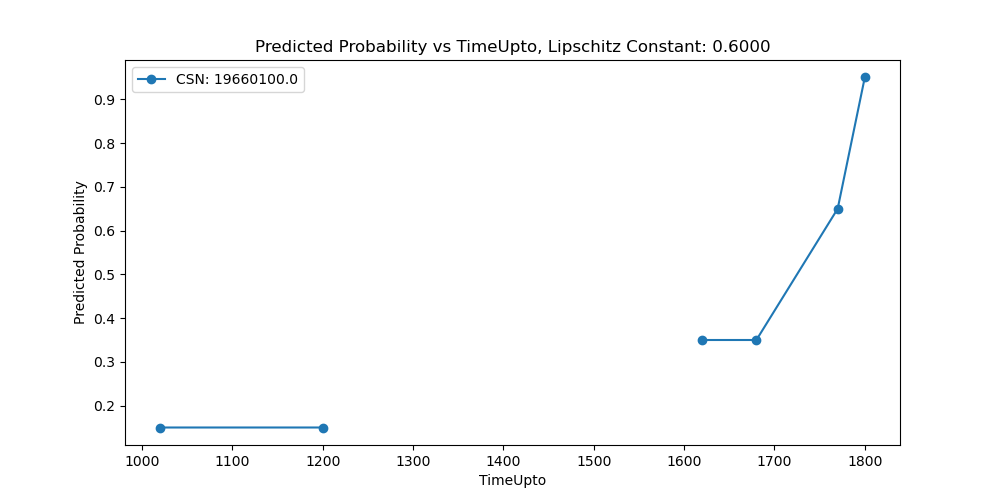 Predicted Probability vs TimeUpto, Lipschitz Constant: 0.6000
CSN: 19660100.0
Predicted Probability
0.9
0.8
0.7
0.6
0.5
0.4
0.3
0.2
1000 1100 1200 1300 1400 1500 1600 1700 1800
TimeUpto